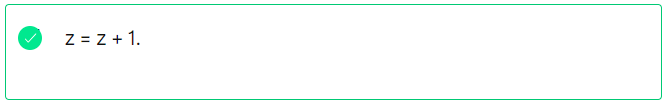 z = z + 1.